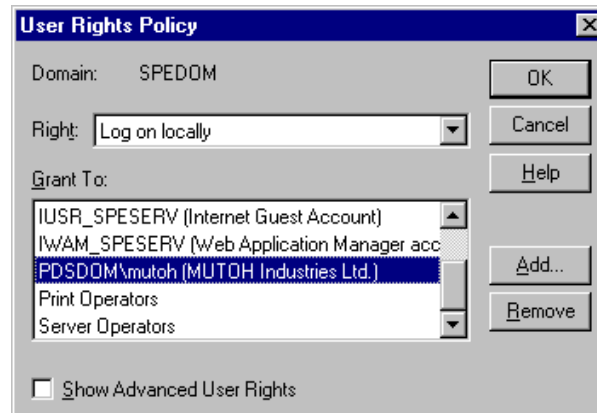 User Rights Policy
Domain: SPEDOM
OK
Right: Log on locally
Cancel
Help
Grant To:
IUSR_SPESERV (Internet Guest Account)
IWAM_SPESERV (Web Application Manager acc
PDSDOM\mutoh (MUTOH Industries Ltd.)
Print Operators
Server Operators
Add...
Remove
Show Advanced User Rights